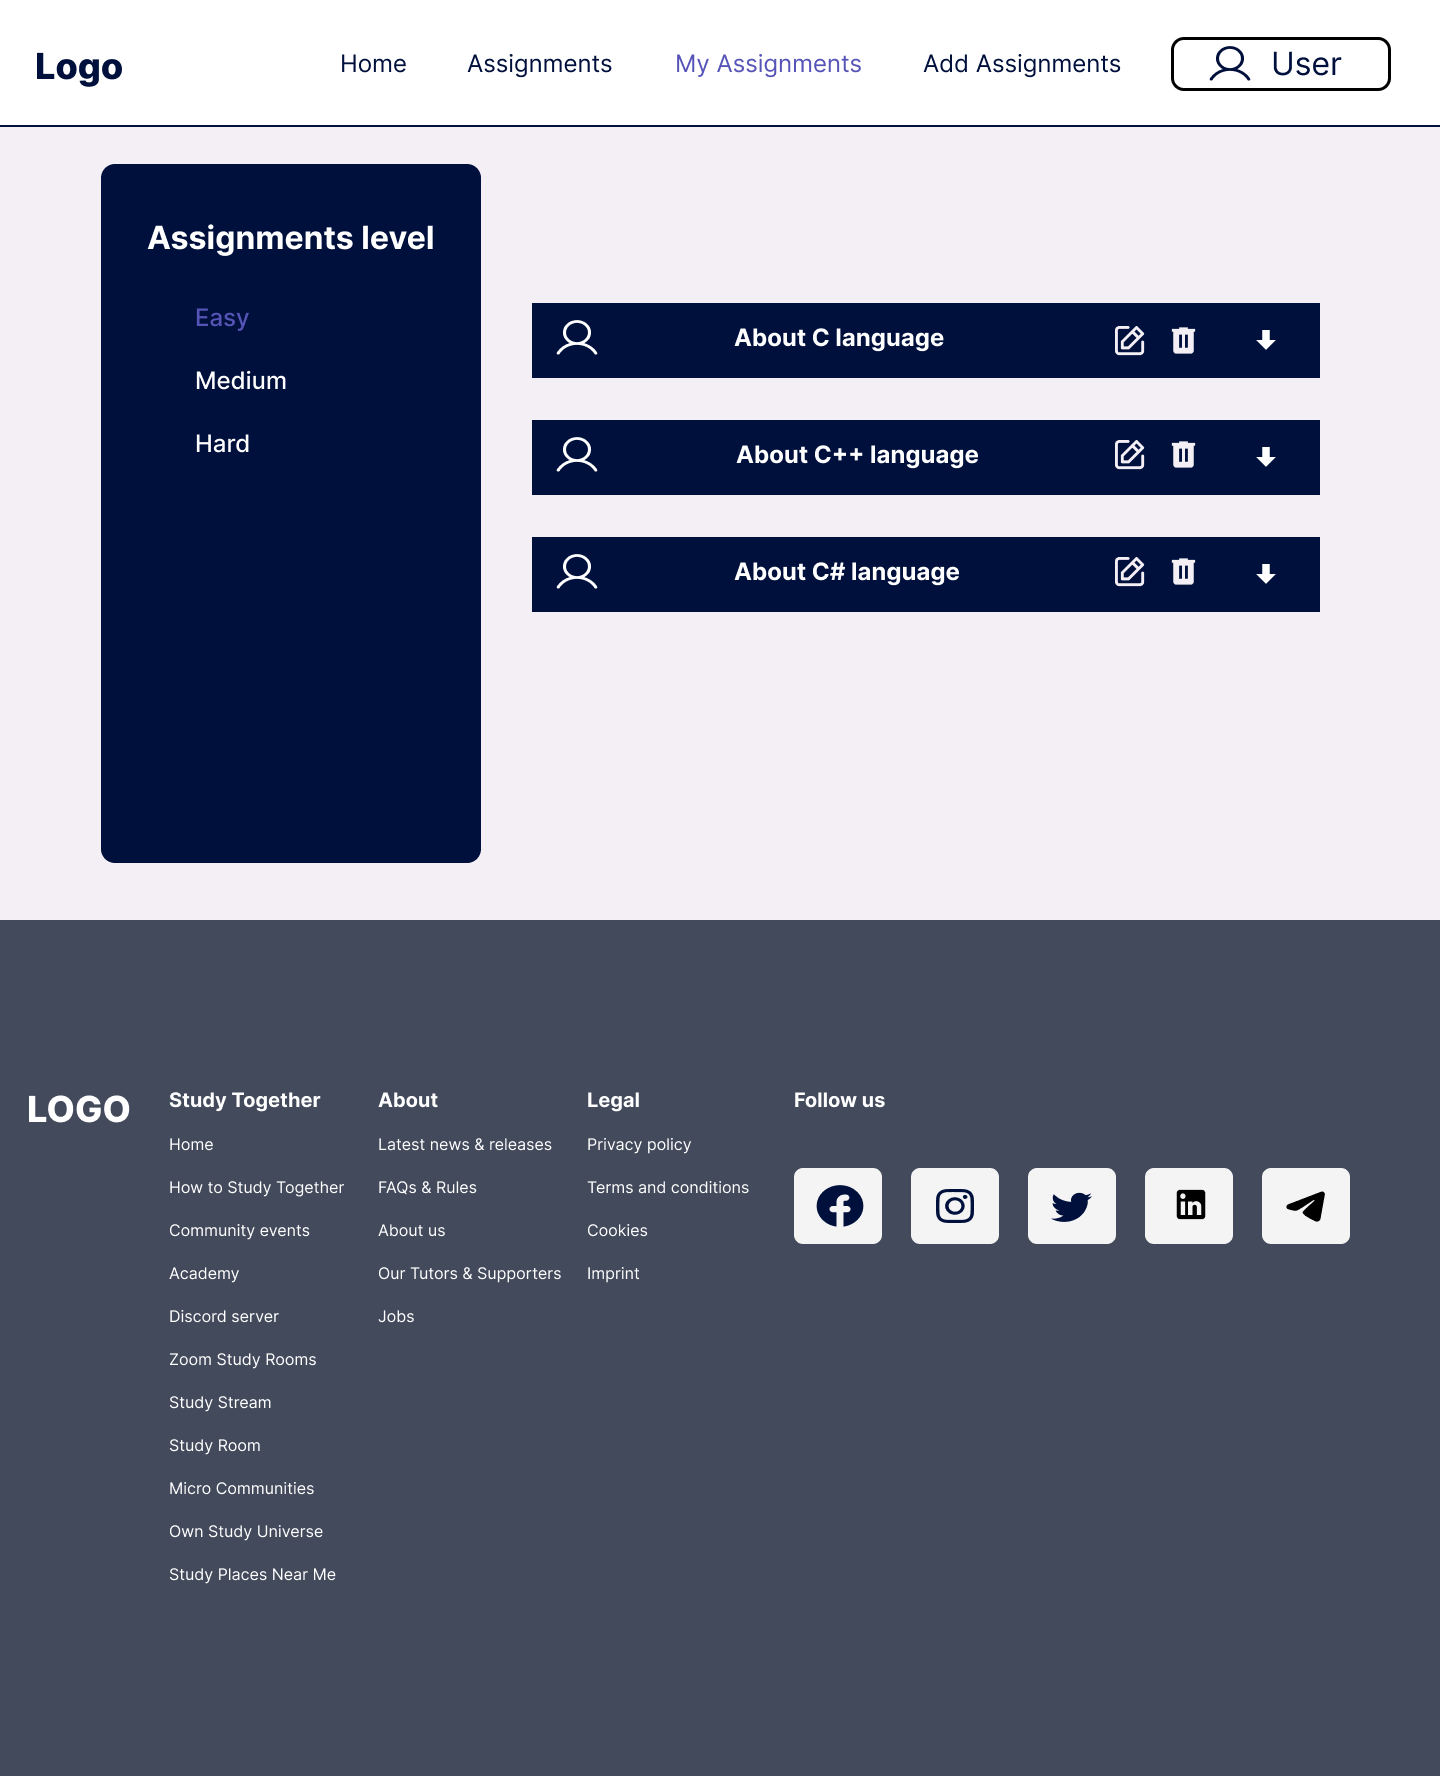 Logo
Home
Assignments
My Assignments
Add Assignments
User
Assignments level
Easy
Medium
Hard
About C language
About C++ language
About C# language
LOGO
Study Together
Home
How to Study Together
Community events
Academy
Discord server
Zoom Study Rooms
Study Stream
Study Room
Micro Communities
Own Study Universe
Study Places Near Me
About
Latest news & releases
FAQs & Rules
About us
Our Tutors & Supporters
Jobs
Legal
Privacy policy
Terms and conditions
Cookies
Imprint
Follow us